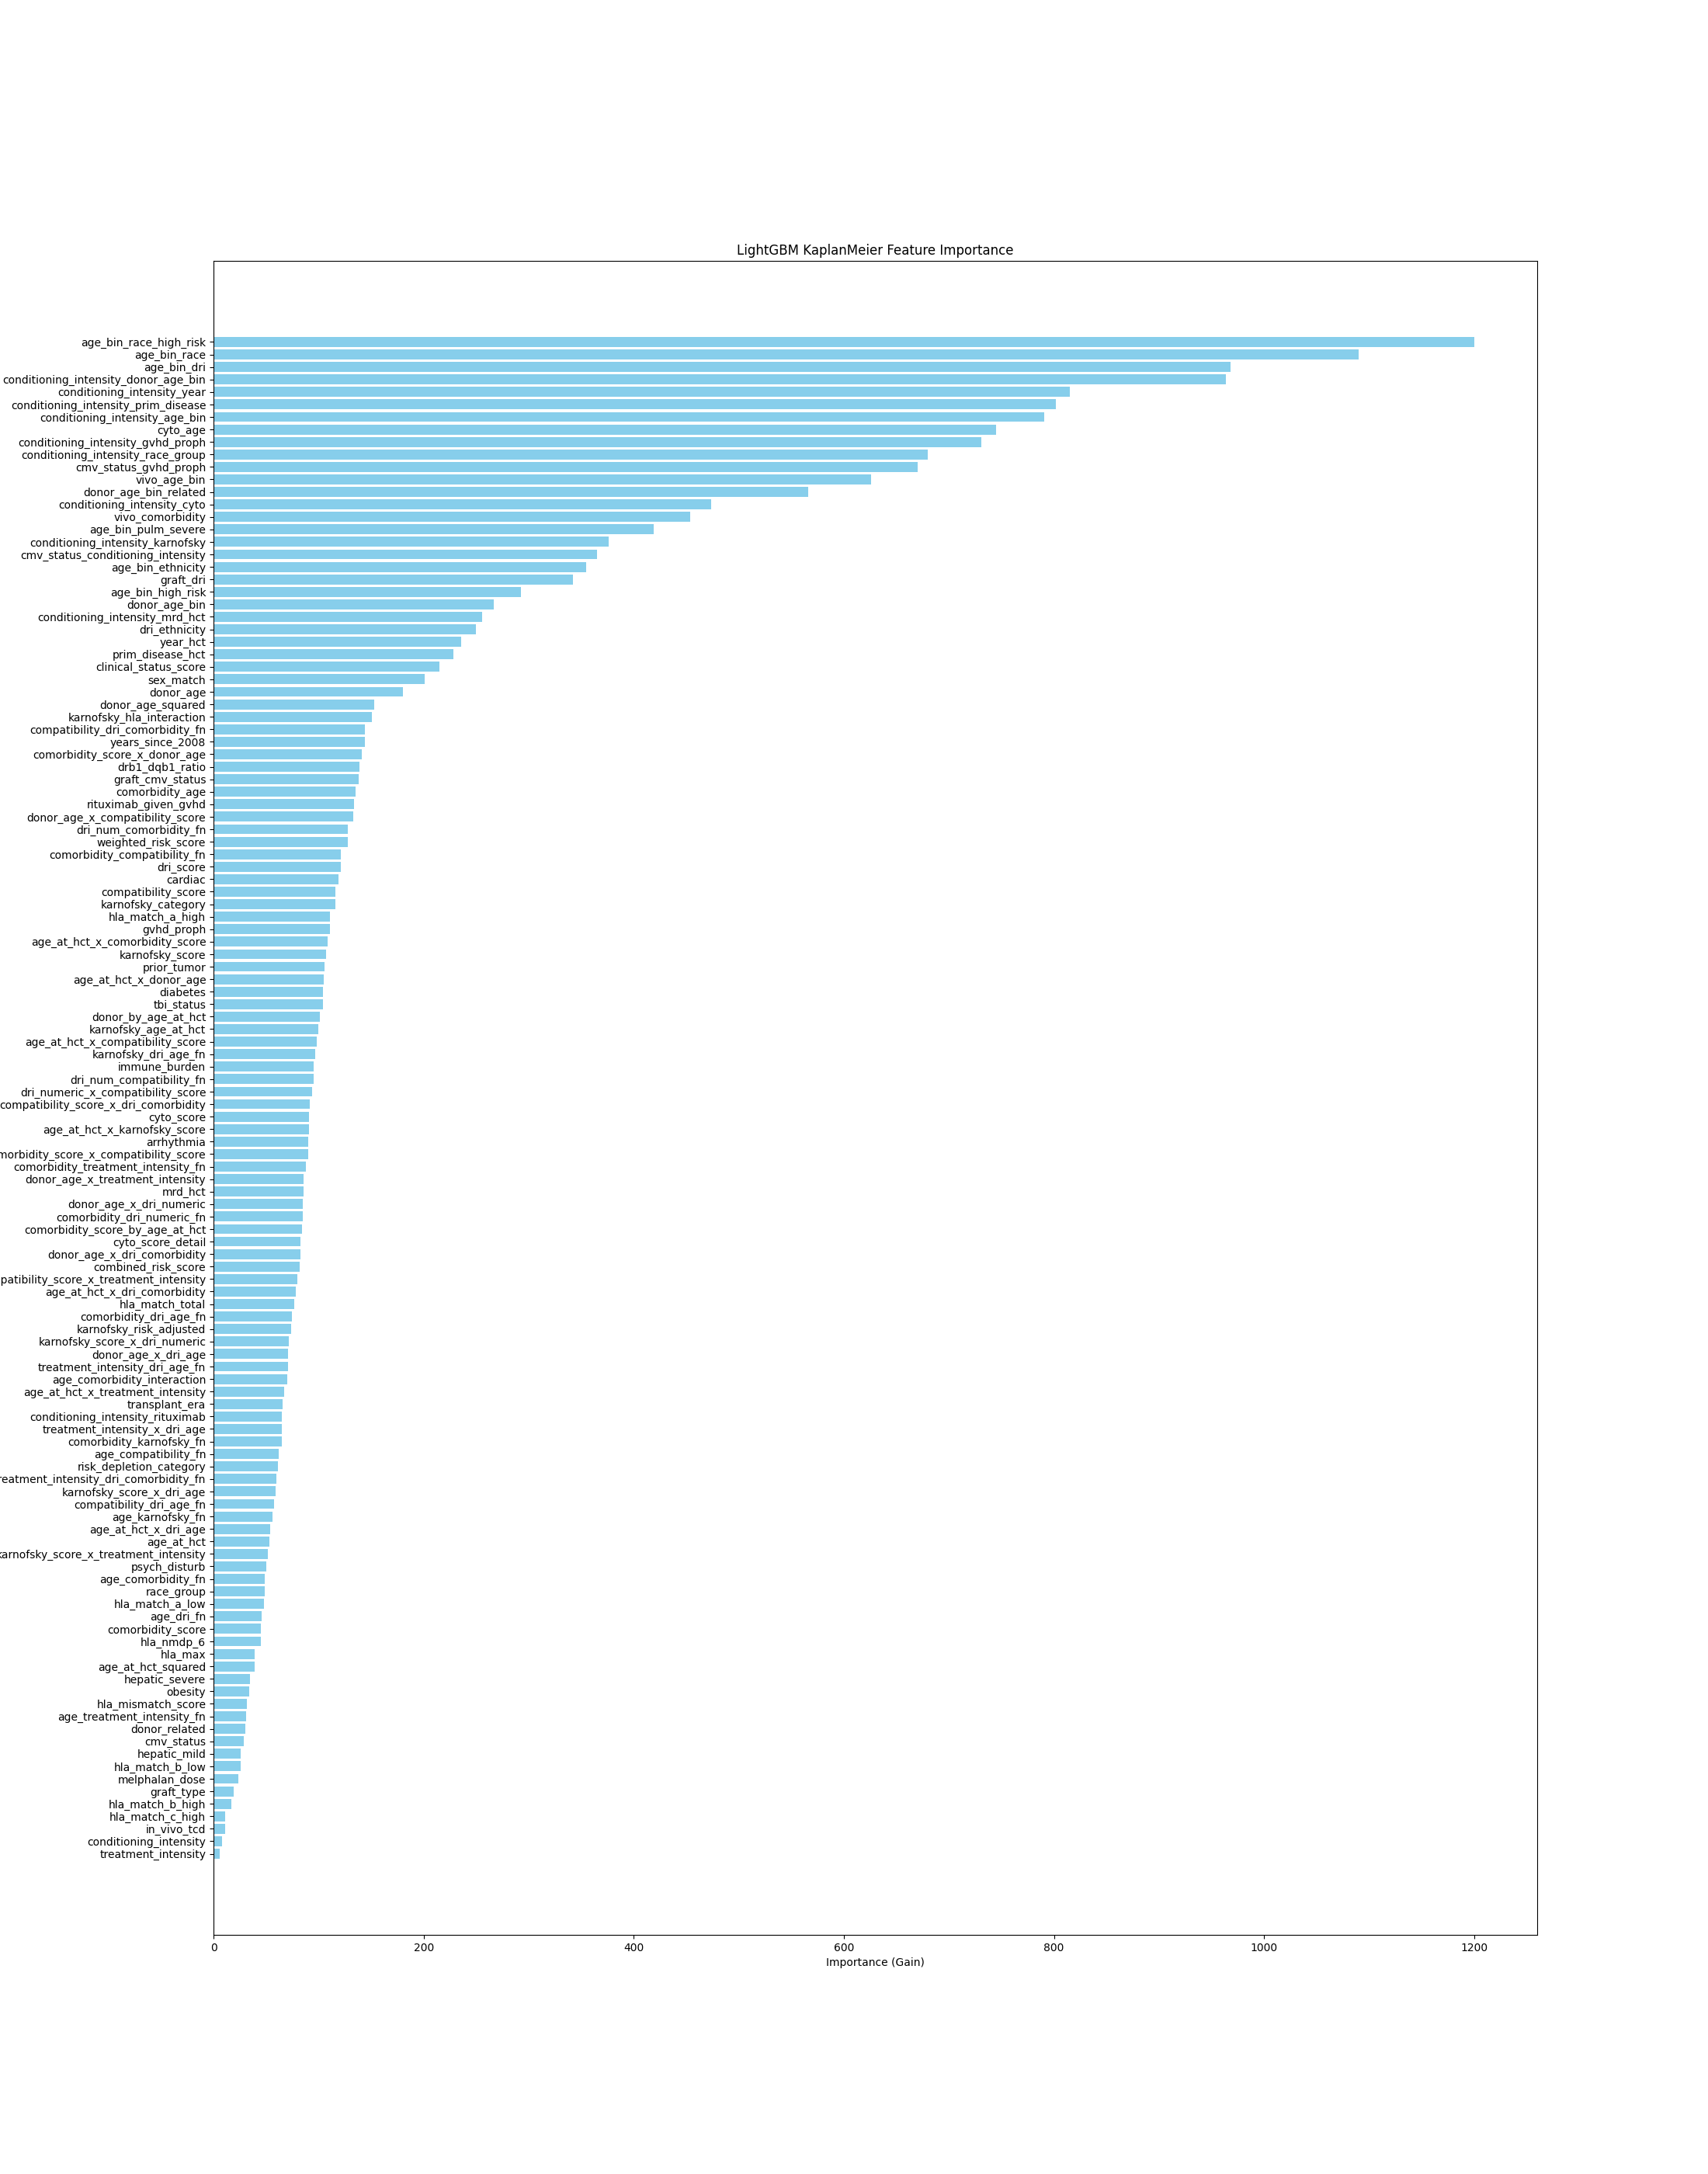 LightGBM KaplanMeier Feature Importance
age_bin_race_high_risk
age_bin_race
age_bin_dri
conditioning_intensity_donor_age_bin
conditioning_intensity_year
conditioning_intensity_prim_disease
conditioning_intensity_age_bin
cyto_age
conditioning_intensity_gvhd_proph
conditioning_intensity_race_group
cmv_status_gvhd_proph
vivo_age_bin
donor_age_bin_related
conditioning_intensity_cyto
vivo_comorbidity
age_bin_pulm_severe
conditioning_intensity_karnofsky
cmv_status_conditioning_intensity
age_bin_ethnicity
graft_dri
age_bin_high_risk
donor_age_bin
conditioning_intensity_mrd_hct
dri_ethnicity
year_hct
prim_disease_hct
clinical_status_score
sex_match
donor_age
donor_age_squared
karnofsky_hla_interaction
compatibility_dri_comorbidity_fn
years_since_2008
comorbidity_score_x_donor_age
drb1_dqb1_ratio
graft_cmv_status
comorbidity_age
rituximab_given_gvhd
donor_age_x_compatibility_score
dri_num_comorbidity_fn
weighted_risk_score
comorbidity_compatibility_fn
dri_score
cardiac
compatibility_score
karnofsky_category
hla_match_a_high
gvhd_proph
age_at_hct_x_comorbidity_score
karnofsky_score
prior_tumor
age_at_hct_x_donor_age
diabetes
tbi_status
donor_by_age_at_hct
karnofsky_age_at_hct
age_at_hct_x_compatibility_score
karnofsky_dri_age_fn
immune_burden
dri_num_compatibility_fn
dri_numeric_x_compatibility_score
compatibility_score_x_dri_comorbidity
cyto_score
age_at_hct_x_karnofsky_score
arrhythmia
morbidity_score_x_compatibility_score
comorbidity_treatment_intensity_fn
donor_age_x_treatment_intensity
mrd_hct
donor_age_x_dri_numeric
comorbidity_dri_numeric_fn
comorbidity_score_by_age_at_hct
cyto_score_detail
donor_age_x_dri_comorbidity
combined_risk_score
patibility_score_x_treatment_intensity
age_at_hct_x_dri_comorbidity
hla_match_total
comorbidity_dri_age_fn
karnofsky_risk_adjusted
karnofsky_score_x_dri_numeric
donor_age_x_dri_age
treatment_intensity_dri_age_fn
age_comorbidity_interaction
age_at_hct_x_treatment_intensity
transplant_era
conditioning_intensity_rituximab
treatment_intensity_x_dri_age
comorbidity_karnofsky_fn
age_compatibility_fn
risk_depletion_category
reatment_intensity_dri_comorbidity_fn
karnofsky_score_x_dri_age
compatibility_dri_age_fn
age_karnofsky_fn
age_at_hct_x_dri_age
age_at_hct
karnofsky_score_x_treatment_intensity
psych_disturb
age_comorbidity_fn
race_group
hla_match_a_low
age_dri_fn
comorbidity_score
hla_nmdp_6
hla_max
age_at_hct_squared
hepatic_severe
obesity
hla_mismatch_score
age_treatment_intensity_fn
donor_related
cmv_status
hepatic_mild
hla_match_b_low
melphalan_dose
graft_type
hla_match_b_high
hla_match_c_high
in_vivo_tcd
conditioning_intensity
treatment_intensity
0 200 400 600 800 1000 1200
Importance (Gain)